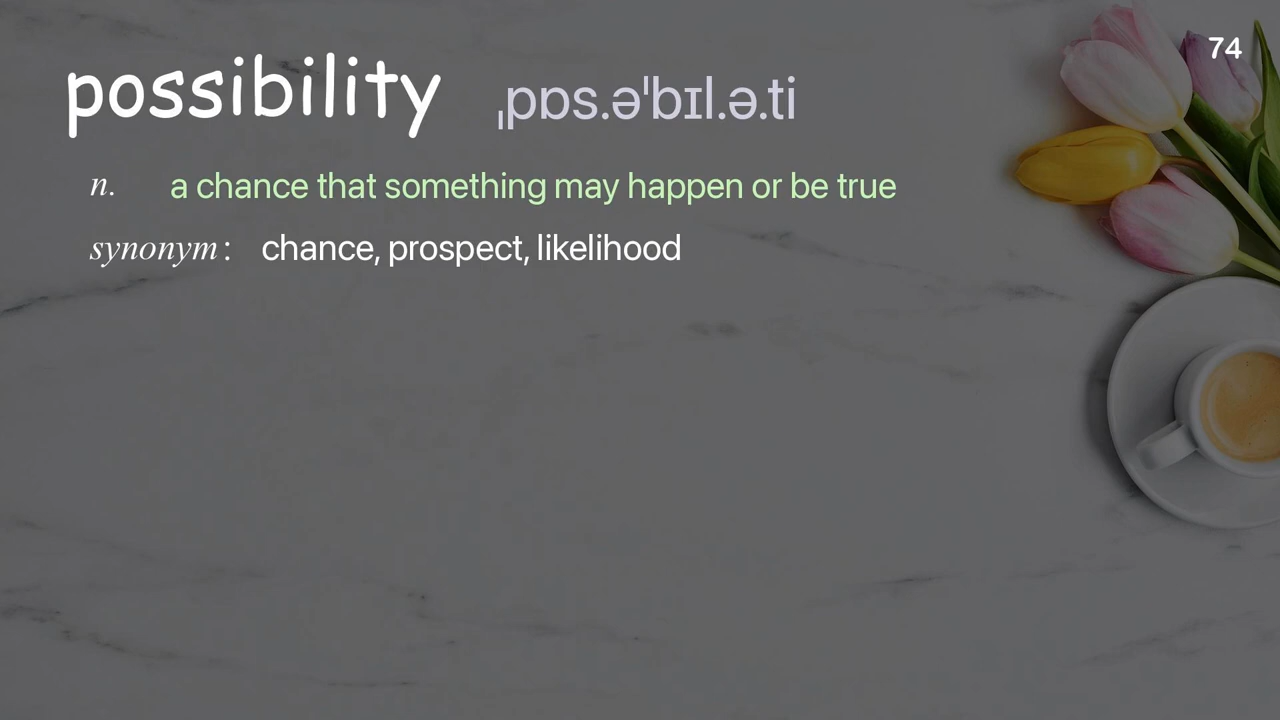 74
possibility ˌpɒs.əˈbɪl.ə.ti
n. a chance that something may happen or be true
synonym: chance, prospect, likelihood